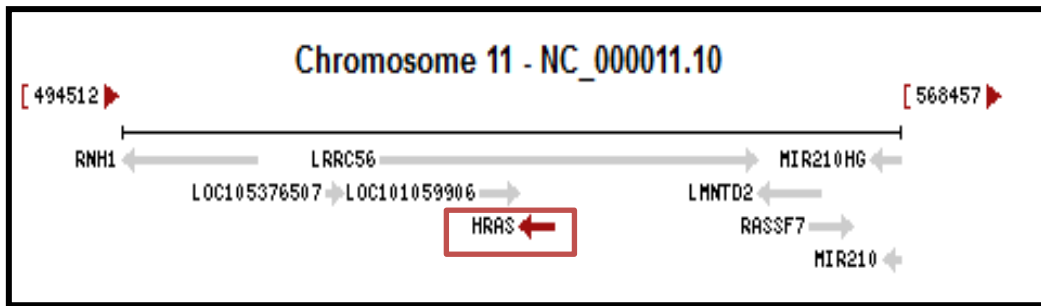 Chromosome 11 - NC_000011.10
[ 494512
[ 568457
RNH1 LRRC56 MIR210HG
LOC105376507 LOC101059906 LMNTD2
HRAS RASSF7
MIR210